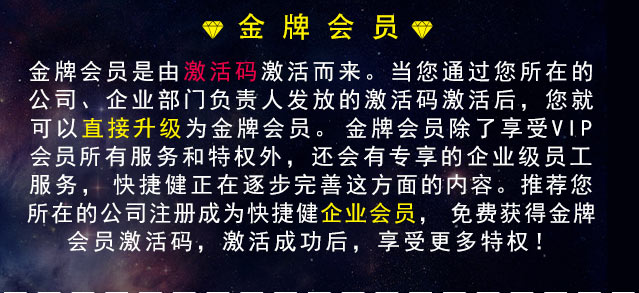 金牌会员
金牌会员是由激活码激活而来。当您通过您所在的
公司、企业部门负责人发放的激活码激活后，您就
可以直接升级为金牌会员。金牌会员除了享受VIP
会员所有服务和特权外，还会有专享的企业级员工
服务，快捷健正在逐步完善这方面的内容。推荐您
所在的公司注册成为快捷健企业会员，免费获得金牌
会员激活码，激活成功后，享受更多特权！